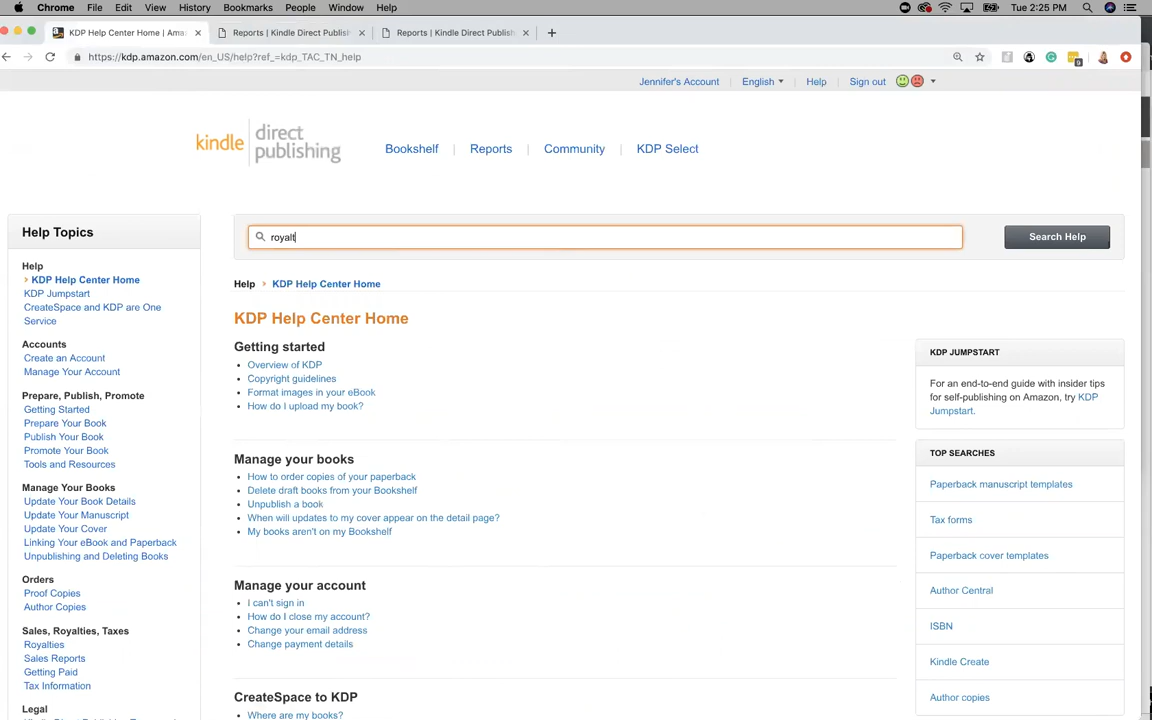 Chrome File Edit View History Bookmarks People Window Help Tue 2:25 PM
KDP Help Center Home | Ama
Reports | Kindle Direct Publish
Reports | Kindle Direct Publish
https://kdp.amazon.com/en_US/help?ref_=kdp_TAC_TN_help
Jennifer's Account English Help Sign out
kindle direct publishing
Bookshelf Reports Community KDP Select
Help Topics
Help
KDP Help Center Home
KDP Jumpstart
CreateSpace and KDP are One
Service
Accounts
Create an Account
Manage Your Account
Prepare, Publish, Promote
Getting Started
Prepare Your Book
Publish Your Book
Promote Your Book
Tools and Resources
Manage Your Books
Update Your Book Details
Update Your Manuscript
Update Your Cover
Linking Your eBook and Paperback
Unpublishing and Deleting Books
Orders
Proof Copies
Author Copies
Sales, Royalties, Taxes
Royalties
Sales Reports
Getting Paid
Tax Information
Legal
royalt
Search Help
Help › KDP Help Center Home
KDP Help Center Home
Getting started
Overview of KDP
Copyright guidelines
Format images in your eBook
How do I upload my book?
Manage your books
How to order copies of your paperback
Delete draft books from your Bookshelf
Unpublish a book
When will updates to my cover appear on the detail page?
My books aren't on my Bookshelf
Manage your account
I can't sign in
How do I close my account?
Change your email address
Change payment details
CreateSpace to KDP
Where are my books?
KDP JUMPSTART
For an end-to-end guide with insider tips
for self-publishing on Amazon, try KDP
Jumpstart.
TOP SEARCHES
Paperback manuscript templates
Tax forms
Paperback cover templates
Author Central
ISBN
Kindle Create
Author copies